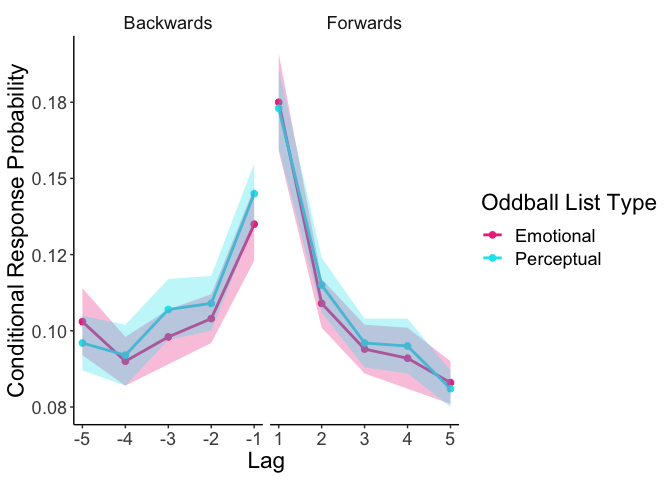 Backwards
Forwards
Conditional Response Probability
0.18
0.15
0.12
0.10
0.08
-5 -4 -3 -2 -1
1 2 3 4 5
Lag
Oddball List Type
Emotional
Perceptual